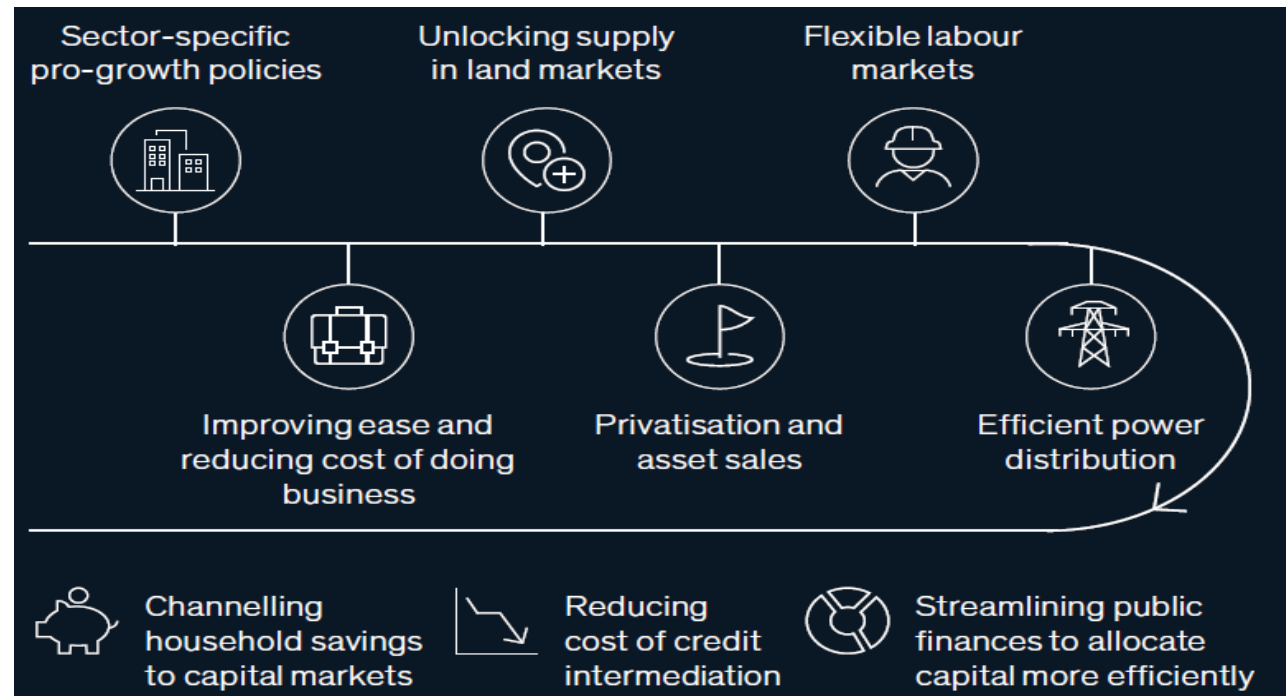 Sector-specific
pro-growth policies
Unlocking supply
in land markets
Flexible labour
markets
Improving ease and
reducing cost of doing
business
Privatisation and
asset sales
Efficient power
distribution
Channelling
household savings
to capital markets
Reducing
cost of credit
intermediation
Streamlining public
finances to allocate
capital more efficiently